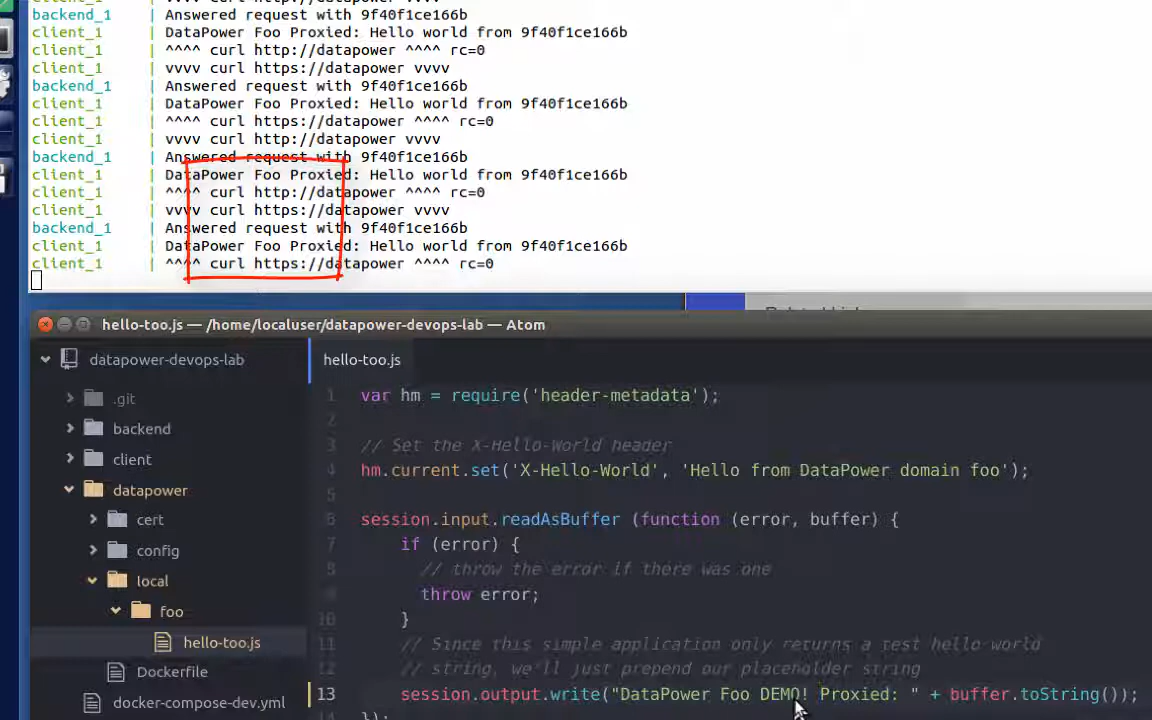 backend_1 | Answered request with 9f40f1ce166b
client_1 | DataPower Foo Proxied: Hello world from 9f40f1ce166b
client_1 | ^^^^ curl http://datapower ^^^^ rc=0
client_1 | vvvv curl https://datapower vvvv
backend_1 | Answered request with 9f40f1ce166b
client_1 | DataPower Foo Proxied: Hello world from 9f40f1ce166b
client_1 | ^^^^ curl https://datapower ^^^^ rc=0
client_1 | vvvv curl http://datapower vvvv
backend_1 | Answered request with 9f40f1ce166b
client_1 | DataPower Foo Proxied: Hello world from 9f40f1ce166b
client_1 | ^^^^ curl http://datapower ^^^^ rc=0
client_1 | vvvv curl https://datapower vvvv
backend_1 | Answered request with 9f40f1ce166b
client_1 | DataPower Foo Proxied: Hello world from 9f40f1ce166b
client_1 | ^^^^ curl https://datapower ^^^^ rc=0
hello-too.js — /home/localuser/datapower-devops-lab — Atom
datapower-devops-lab
.git
backend
client
datapower
cert
config
local
foo
hello-too.js
Dockerfile
docker-compose-dev.yml
hello-too.js
1 var hm = require('header-metadata');
2
3 // Set the X-Hello-World header
4 hm.current.set('X-Hello-World', 'Hello from DataPower domain foo');
5
6 session.input.readAsBuffer (function (error, buffer) {
7 if (error) {
8 // throw the error if there was one
9 throw error;
10 }
11 // Since this simple application only returns a test hello-world
12 // string, we'll just prepend our placeholder string
13 session.output.write("DataPower Foo DEMO! Proxied: " + buffer.toString());
});